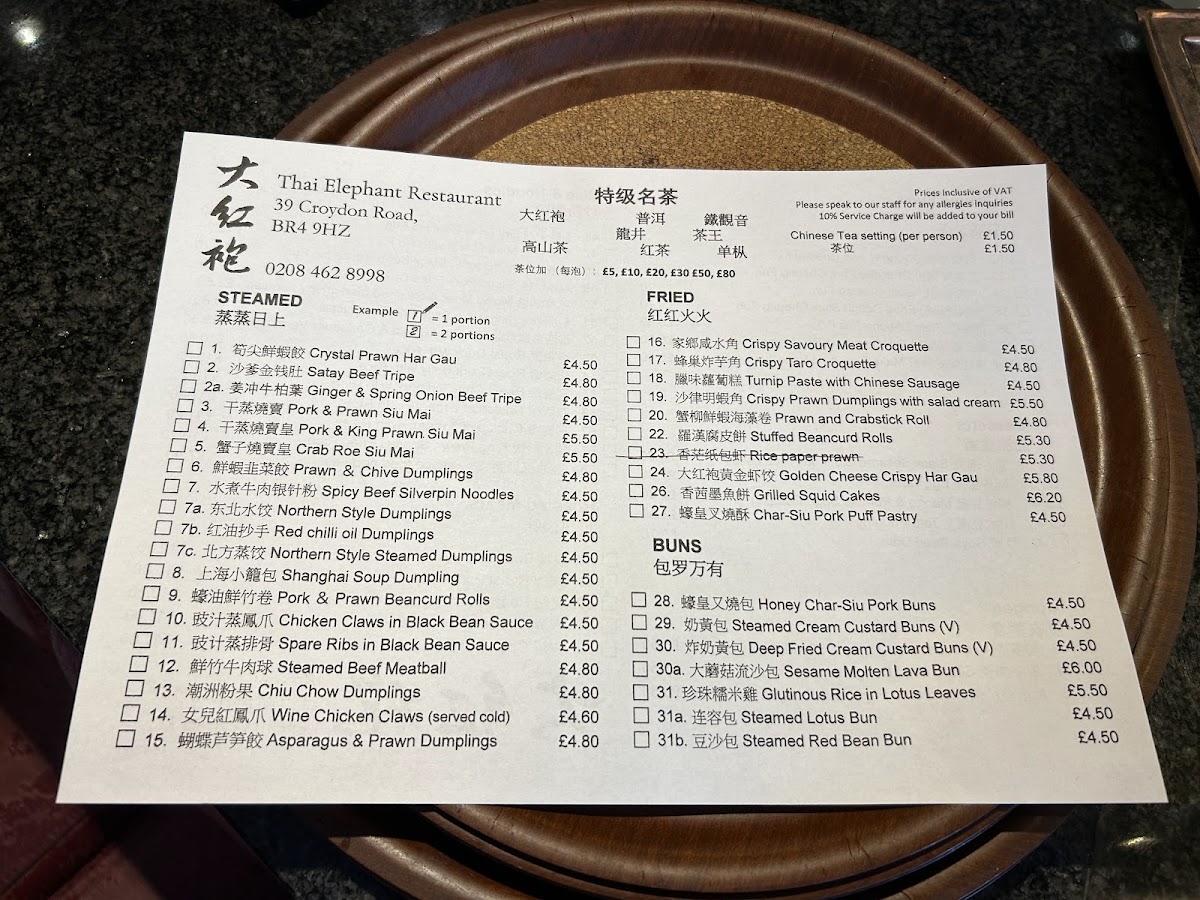 大红袍
Thai Elephant Restaurant
39 Croydon Road,
BR4 9HZ
0208 462 8998
特级名茶
大红袍 普洱 鐵觀音
龍井 茶王
高山茶 红茶 单枞
茶位加 （每泡）: £5, £10, £20, £30 £50, £80
Prices Inclusive of VAT
Please speak to our staff for any allergies inquiries
10% Service Charge will be added to your bill
Chinese Tea setting (per person) £1.50
茶位 £1.50
STEAMED
蒸蒸日上
Example 1 = 1 portion
2 = 2 portions
1. 筍尖鮮蝦餃 Crystal Prawn Har Gau £4.50
2. 沙爹金钱肚 Satay Beef Tripe £4.80
2a. 姜冲牛柏葉 Ginger & Spring Onion Beef Tripe £4.80
3. 干蒸燒賣 Pork & Prawn Siu Mai £4.50
4. 干蒸燒賣皇 Pork & King Prawn Siu Mai £5.50
5. 蟹子燒賣皇 Crab Roe Siu Mai £5.50
6. 鮮蝦韭菜餃 Prawn & Chive Dumplings £4.80
7. 水煮牛肉银针粉 Spicy Beef Silverpin Noodles £4.50
7a. 东北水饺 Northern Style Dumplings £4.50
7b. 红油抄手 Red chilli oil Dumplings £4.50
7c. 北方蒸饺 Northern Style Steamed Dumplings £4.50
8. 上海小籠包 Shanghai Soup Dumpling £4.50
9. 蠔油鮮竹卷 Pork & Prawn Beancurd Rolls £4.50
10. 豉汁蒸鳳爪 Chicken Claws in Black Bean Sauce £4.50
11. 豉计蒸排骨 Spare Ribs in Black Bean Sauce £4.50
12. 鮮竹牛肉球 Steamed Beef Meatball £4.80
13. 潮洲粉果 Chiu Chow Dumplings £4.80
14. 女兒紅鳳爪 Wine Chicken Claws (served cold) £4.60
15. 蝴蝶芦笋餃 Asparagus & Prawn Dumplings £4.80
FRIED
红红火火
16. 家鄉咸水角 Crispy Savoury Meat Croquette £4.50
17. 蜂巢炸芋角 Crispy Taro Croquette £4.80
18. 臘味蘿蔔糕 Turnip Paste with Chinese Sausage £4.50
19. 沙律明蝦角 Crispy Prawn Dumplings with salad cream £5.50
20. 蟹柳鮮蝦海藻卷 Prawn and Crabstick Roll £4.80
22. 羅漢腐皮餅 Stuffed Beancurd Rolls £5.30
23. 香芒纸包虾 Rice paper prawn £5.30
24. 大红袍黃金虾饺 Golden Cheese Crispy Har Gau £5.80
26. 香茜墨魚餅 Grilled Squid Cakes £6.20
27. 蠔皇叉燒酥 Char-Siu Pork Puff Pastry £4.50
BUNS
包罗万有
28. 蠔皇叉燒包 Honey Char-Siu Pork Buns £4.50
29. 奶黃包 Steamed Cream Custard Buns (V) £4.50
30. 炸奶黃包 Deep Fried Cream Custard Buns (V) £4.50
30a. 大蘑菇流沙包 Sesame Molten Lava Bun £6.00
31. 珍珠糯米雞 Glutinous Rice in Lotus Leaves £5.50
31a. 连容包 Steamed Lotus Bun £4.50
31b. 豆沙包 Steamed Red Bean Bun £4.50